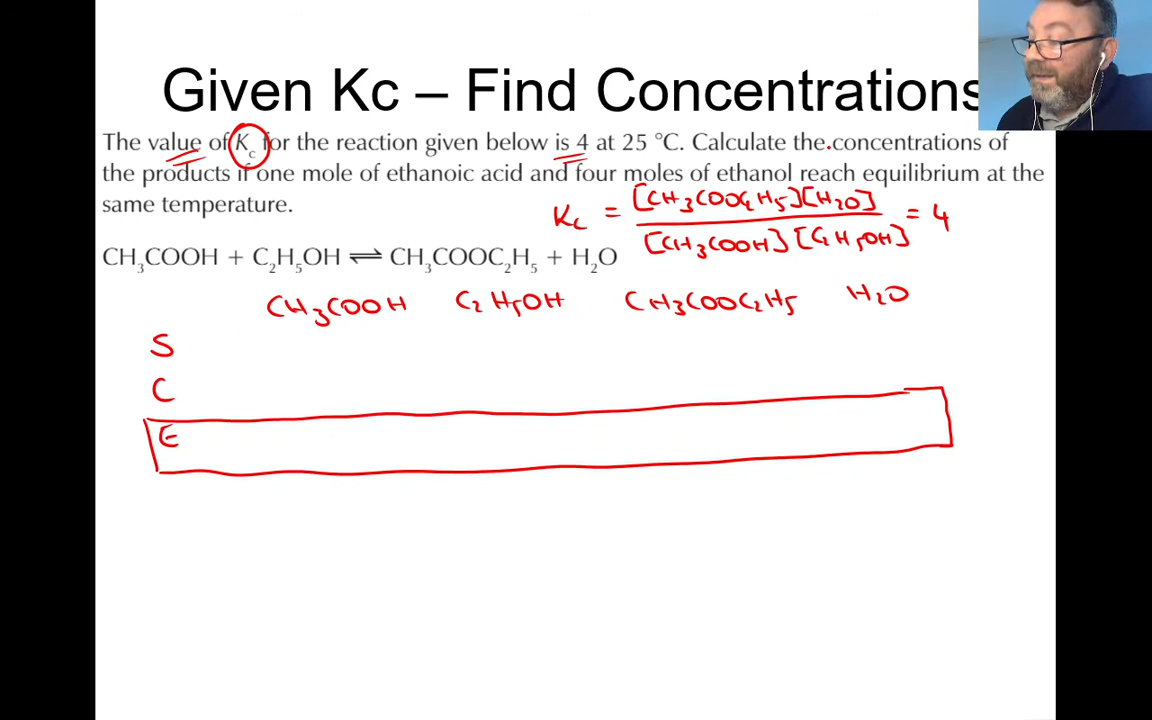 Given Kc – Find Concentrations
The value of Kc for the reaction given below is 4 at 25 °C. Calculate the concentrations of
the products if one mole of ethanoic acid and four moles of ethanol reach equilibrium at the
same temperature.
Kc = [CH3COOC2H5][H2O] / [CH3COOH][C2H5OH] = 4
CH3COOH + C2H5OH ⇌ CH3COOC2H5 + H2O
CH3COOH C2H5OH CH3COOC2H5 H2O
S
C
E